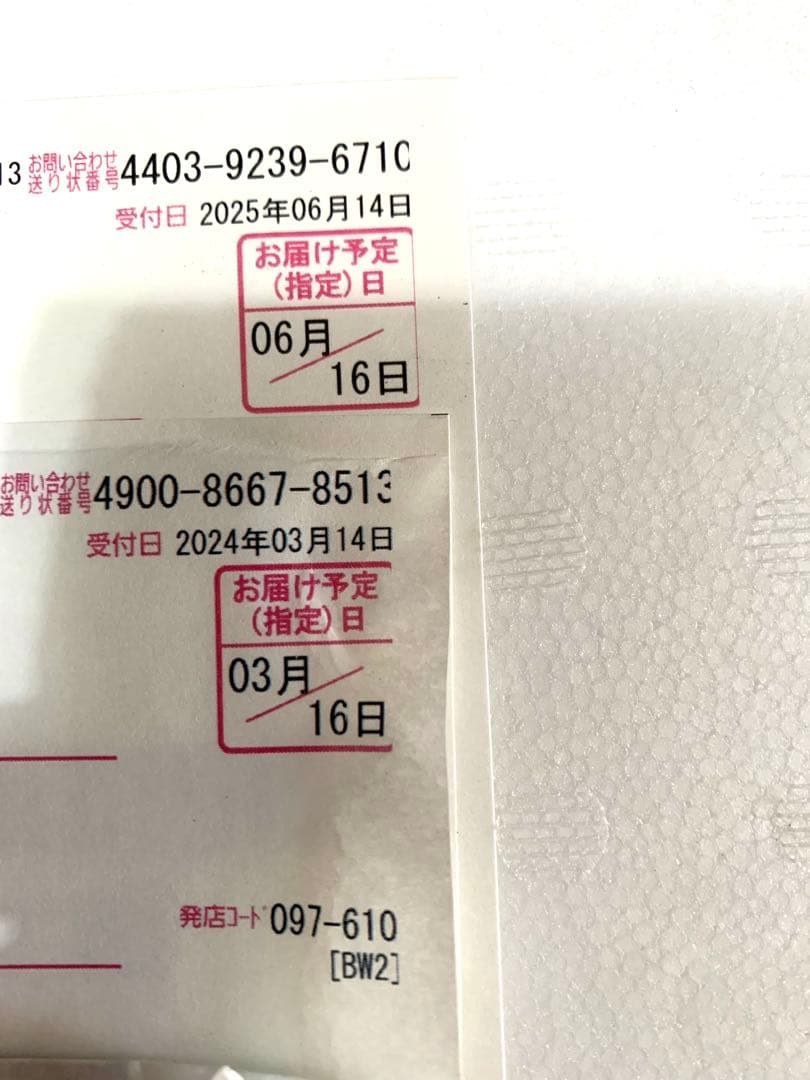 13 お問い合わせ 送り状番号 4403-9239-6710
受付日 2025年06月14日
お届け予定
(指定)日
06月
16日
お問い合わせ 送り状番号 4900-8667-8513
受付日 2024年03月14日
お届け予定
(指定)日
03月
16日
発店コード 097-610
[BW2]